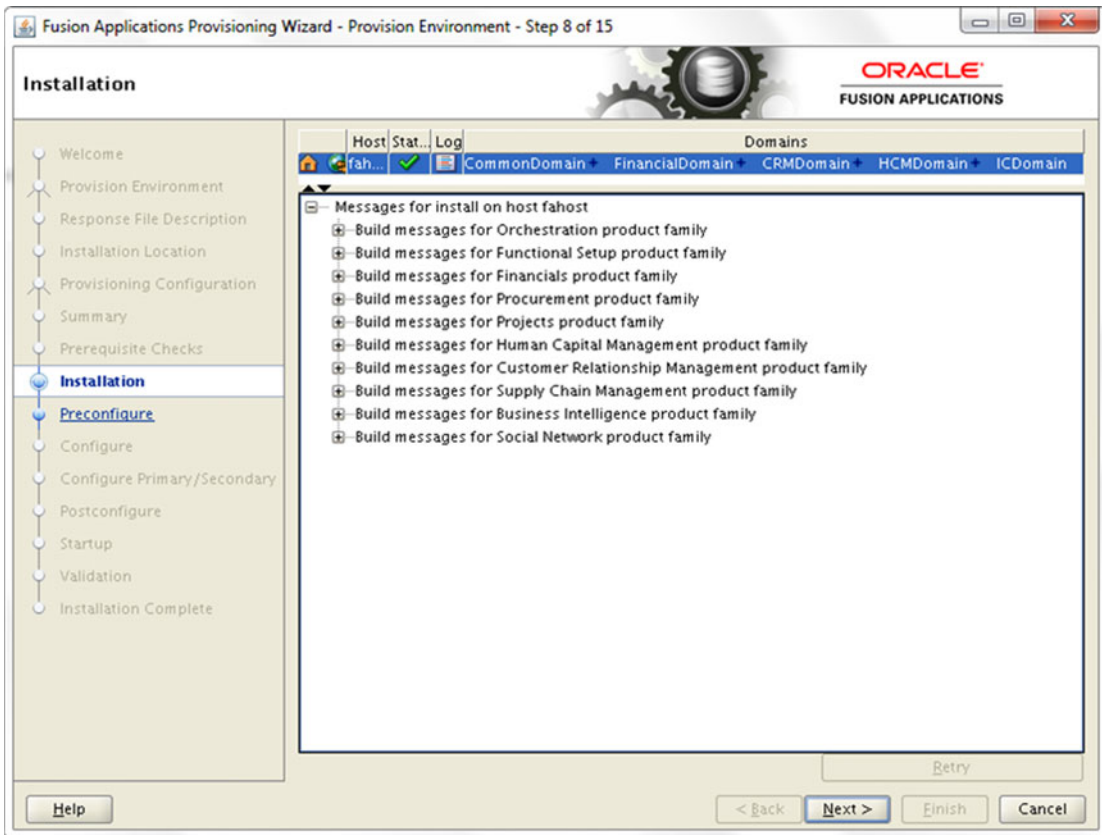 Fusion Applications Provisioning Wizard - Provision Environment - Step 8 of 15
Installation
ORACLE
FUSION APPLICATIONS
Welcome
Provision Environment
Response File Description
Installation Location
Provisioning Configuration
Summary
Prerequisite Checks
Installation
Preconfigure
Configure
Configure Primary/Secondary
Postconfigure
Startup
Validation
Installation Complete
Host Stat... Log Domains
fah... CommonDomain + FinancialDomain + CRMDomain + HCMDomain + ICDomain
Messages for install on host fahost
Build messages for Orchestration product family
Build messages for Functional Setup product family
Build messages for Financials product family
Build messages for Procurement product family
Build messages for Projects product family
Build messages for Human Capital Management product family
Build messages for Customer Relationship Management product family
Build messages for Supply Chain Management product family
Build messages for Business Intelligence product family
Build messages for Social Network product family
Retry
Help < Back Next > Finish Cancel